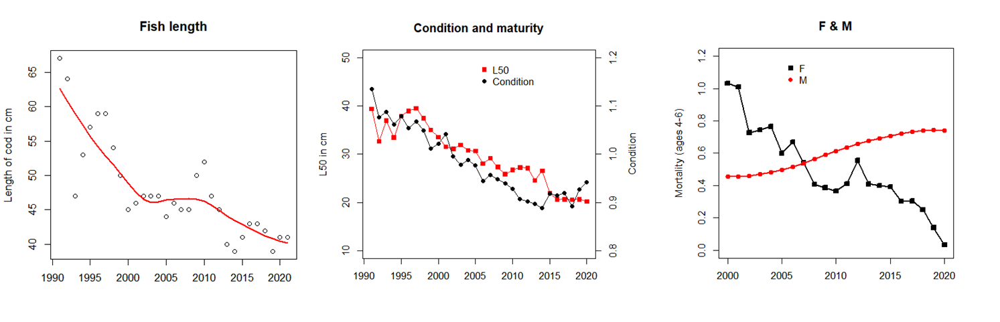 Fish length
Length of cod in cm
65
60
55
50
45
40
1990 1995 2000 2005 2010 2015 2020
Condition and maturity
L50 in cm
50
40
30
20
10
L50
Condition
1.2
1.1
1.0
0.9
0.8
Condition
1990 1995 2000 2005 2010 2015 2020
F & M
Mortality (ages 4-6)
1.2
1.0
0.8
0.6
0.4
0.2
0.0
F
M
2000 2005 2010 2015 2020